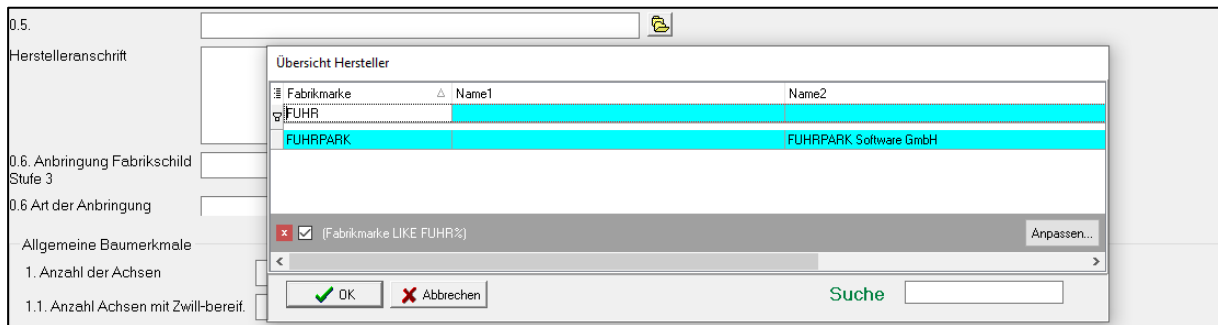 0.5.
Herstelleranschrift
Übersicht Hersteller
Fabrikmarke Name1 Name2
FUHR
FUHRPARK FUHRPARK Software GmbH
0.6. Anbringung Fabrikschild
Stufe 3
0.6 Art der Anbringung
x (Fabrikmarke LIKE FUHR%) Anpassen...
Allgemeine Baumerkmale
1. Anzahl der Achsen
OK Abbrechen Suche
1.1. Anzahl Achsen mit Zwill-bereif.